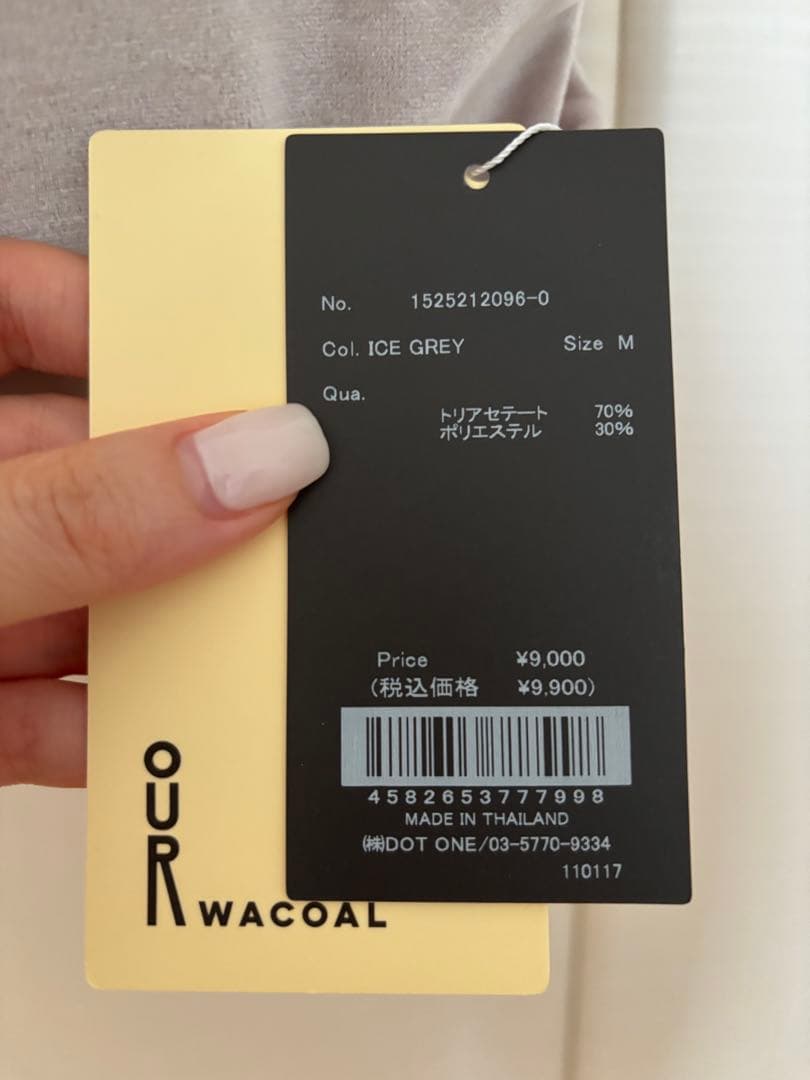 No. 1525212096-0
Col. ICE GREY Size M
Qua.
トリアセテート 70%
ポリエステル 30%
Price ¥9,000
(税込価格 ¥9,900)
4582653777998
MADE IN THAILAND
㈱DOT ONE/03-5770-9334
110117
OUR
WACOAL